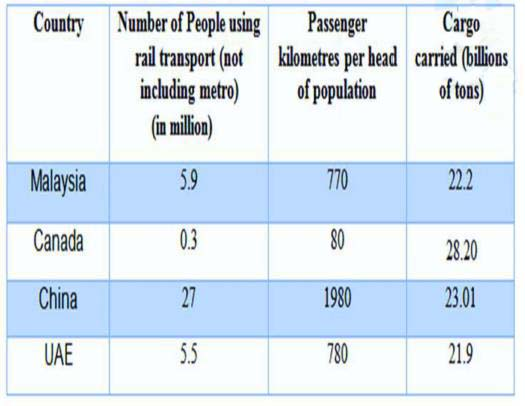 Country Number of People using rail transport (not including metro) (in million) Passenger kilometres per head of population Cargo carried (billions of tons)
Malaysia 5.9 770 22.2
Canada 0.3 80 28.20
China 27 1980 23.01
UAE 5.5 780 21.9